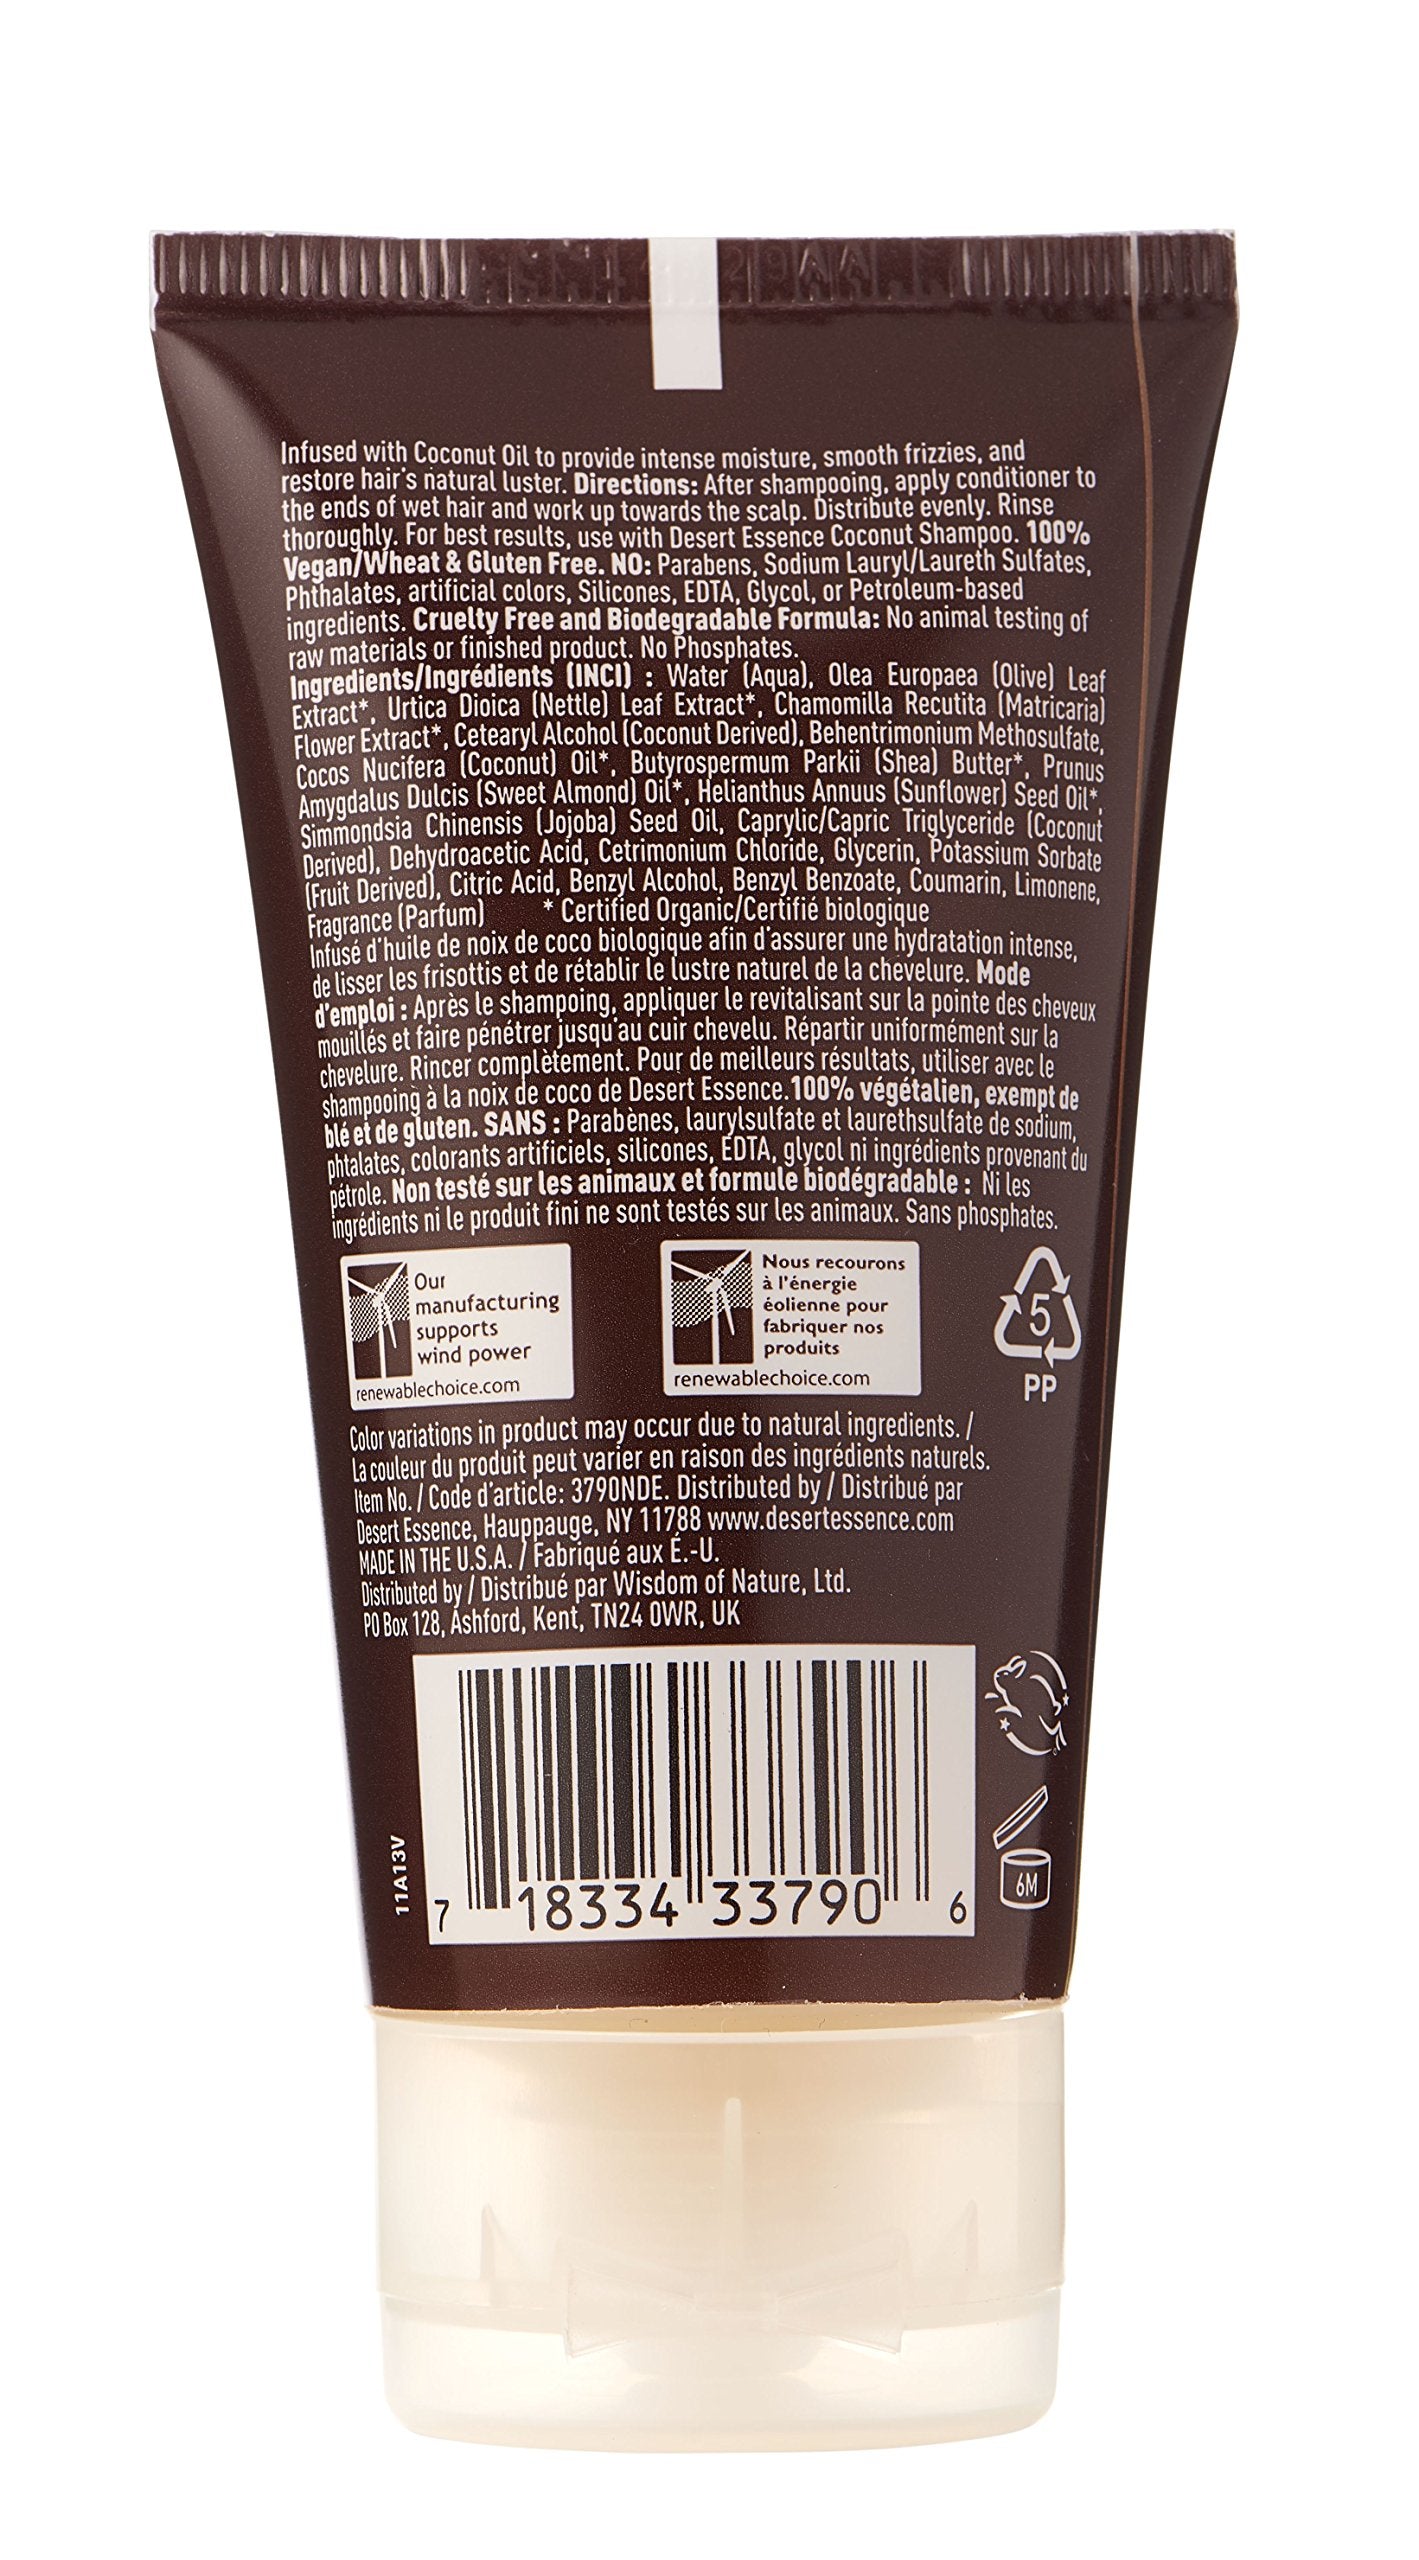 Infused with Coconut Oil to provide intense moisture, smooth frizzies, and
restore hair's natural luster. Directions: After shampooing, apply conditioner to
the ends of wet hair and work up towards the scalp. Distribute evenly. Rinse
thoroughly. For best results, use with Desert Essence Coconut Shampoo. 100%
Vegan/Wheat & Gluten Free. NO: Parabens, Sodium Lauryl/Laureth Sulfates,
Phthalates, artificial colors, Silicones, EDTA, Glycol, or Petroleum-based
ingredients. Cruelty Free and Biodegradable Formula: No animal testing of
raw materials or finished product. No Phosphates.
Ingredients/Ingrédients (INCI) : Water (Aqua), Olea Europaea (Olive) Leaf
Extract*, Urtica Dioica (Nettle) Leaf Extract*, Chamomilla Recutita (Matricaria)
Flower Extract*, Cetearyl Alcohol (Coconut Derived), Behentrimonium Methosulfate,
Cocos Nucifera (Coconut) Oil*, Butyrospermum Parkii (Shea) Butter*, Prunus
Amygdalus Dulcis (Sweet Almond) Oil*, Helianthus Annuus (Sunflower) Seed Oil*,
Simmondsia Chinensis (Jojoba) Seed Oil, Caprylic/Capric Triglyceride (Coconut
Derived), Dehydroacetic Acid, Cetrimonium Chloride, Glycerin, Potassium Sorbate
(Fruit Derived), Citric Acid, Benzyl Alcohol, Benzyl Benzoate, Coumarin, Limonene,
Fragrance (Parfum) * Certified Organic/Certifié biologique
Infusé d'huile de noix de coco biologique afin d'assurer une hydratation intense,
de lisser les frisottis et de rétablir le lustre naturel de la chevelure. Mode
d'emploi : Après le shampoing, appliquer le revitalisant sur la pointe des cheveux
mouillés et faire pénétrer jusqu'au cuir chevelu. Répartir uniformément sur la
chevelure. Rincer complètement. Pour de meilleurs résultats, utiliser avec le
shampooing à la noix de coco de Desert Essence.100% végétalien, exempt de
blé et de gluten. SANS : Parabènes, laurylsulfate et laurethsulfate de sodium,
phtalates, colorants artificiels, silicones, EDTA, glycol ni ingrédients provenant du
pétrole. Non testé sur les animaux et formule biodégradable : Ni les
ingrédients ni le produit fini ne sont testés sur les animaux. Sans phosphates.
Our
manufacturing
supports
wind power
renewablechoice.com
Nous recourons
à l'énergie
éolienne pour
fabriquer nos
produits
renewablechoice.com
5
PP
Color variations in product may occur due to natural ingredients. /
La couleur du produit peut varier en raison des ingrédients naturels.
Item No. / Code d'article: 3790NDE. Distributed by / Distribué par
Desert Essence, Hauppauge, NY 11788 www.desertessence.com
MADE IN THE U.S.A. / Fabriqué aux É.-U.
Distributed by / Distribué par Wisdom of Nature, Ltd.
PO Box 128, Ashford, Kent, TN24 0WR, UK
11A13V
7 18334 33790 6
6M